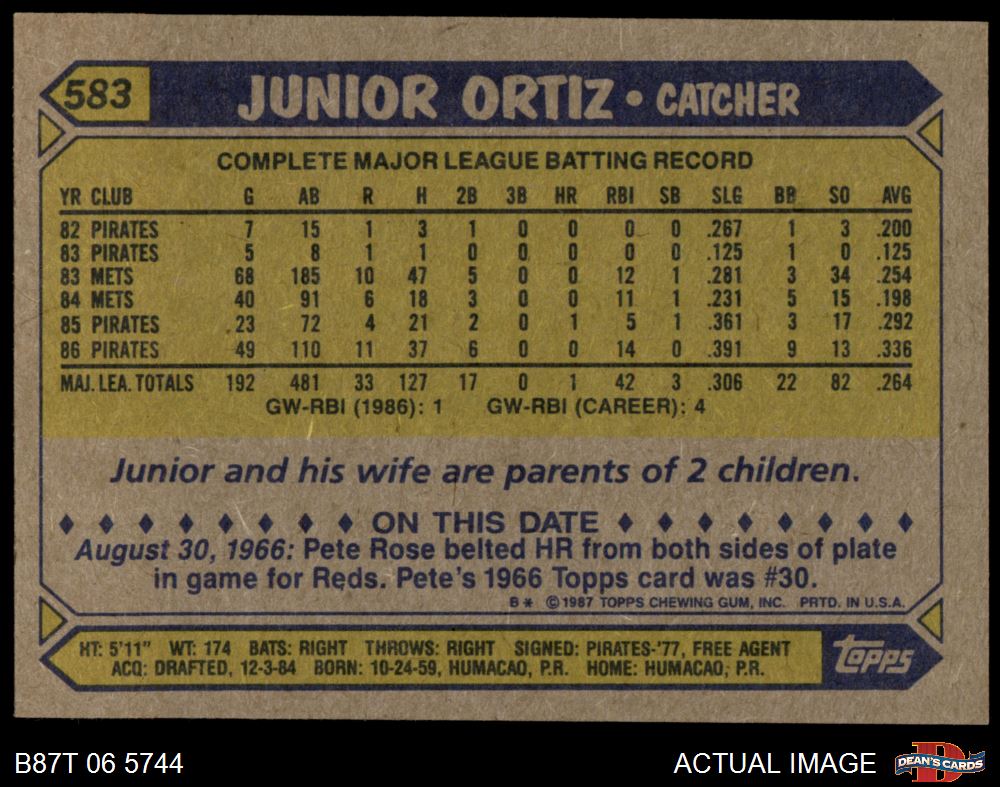 583 JUNIOR ORTIZ • CATCHER
COMPLETE MAJOR LEAGUE BATTING RECORD
YR CLUB G AB R H 2B 3B HR RBI SB SLG BB SO AVG
82 PIRATES 7 15 1 3 1 0 0 0 0 .267 1 3 .200
83 PIRATES 5 8 1 1 0 0 0 0 0 .125 1 0 .125
83 METS 68 185 10 47 5 0 0 12 1 .281 3 34 .254
84 METS 40 91 6 18 3 0 0 11 1 .231 5 15 .198
85 PIRATES 23 72 4 21 2 0 1 5 1 .361 3 17 .292
86 PIRATES 49 110 11 37 6 0 0 14 0 .391 9 13 .336
MAJ. LEA. TOTALS 192 481 33 127 17 0 1 42 3 .306 22 82 .264
GW-RBI (1986): 1 GW-RBI (CAREER): 4
Junior and his wife are parents of 2 children.
♦ ♦ ♦ ♦ ♦ ♦ ♦ ♦ ON THIS DATE ♦ ♦ ♦ ♦ ♦ ♦ ♦ ♦
August 30, 1966: Pete Rose belted HR from both sides of plate
in game for Reds. Pete's 1966 Topps card was #30.
B* ©1987 TOPPS CHEWING GUM, INC. PRTD. IN U.S.A.
HT: 5'11" WT: 174 BATS: RIGHT THROWS: RIGHT SIGNED: PIRATES-'77, FREE AGENT
ACQ: DRAFTED, 12-3-84 BORN: 10-24-59, HUMACAO, P.R. HOME: HUMACAO, P.R.
Topps
B87T 06 5744 ACTUAL IMAGE DEAN'S CARDS